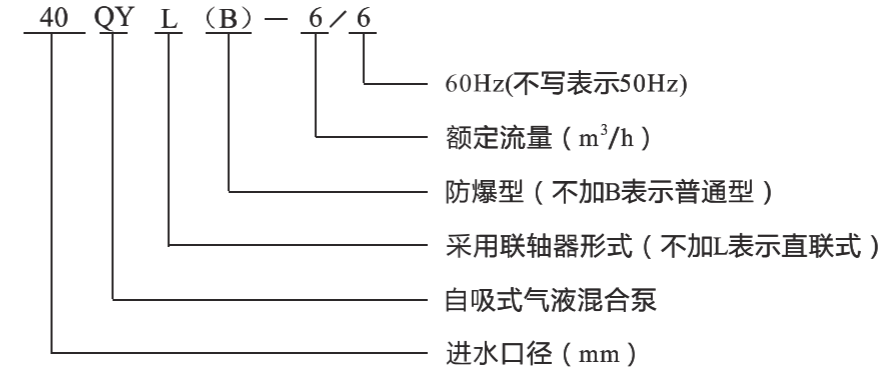 40 QY L （B）－ 6 / 6
60Hz(不写表示50Hz)
额定流量（m³/h）
防爆型（不加B表示普通型）
采用联轴器形式（不加L表示直联式）
自吸式气液混合泵
进水口径（mm）